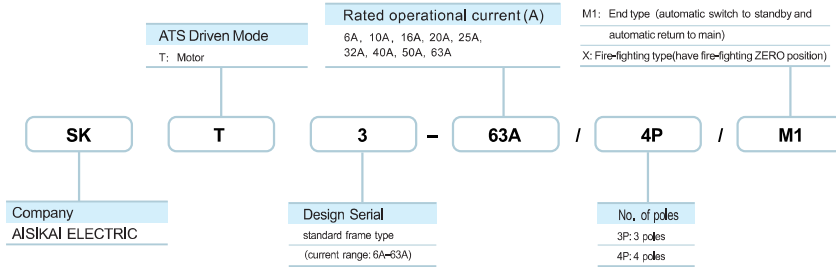 ATS Driven Mode
T: Motor
Rated operational current (A)
6A, 10A, 16A, 20A, 25A,
32A, 40A, 50A, 63A
M1: End type (automatic switch to standby and
automatic return to main)
X: Fire-fighting type(have fire-fighting ZERO position)
SK T 3 – 63A / 4P / M1
Company
AISIKAI ELECTRIC
Design Serial
standard frame type
(current range: 6A–63A)
No. of poles
3P: 3 poles
4P: 4 poles